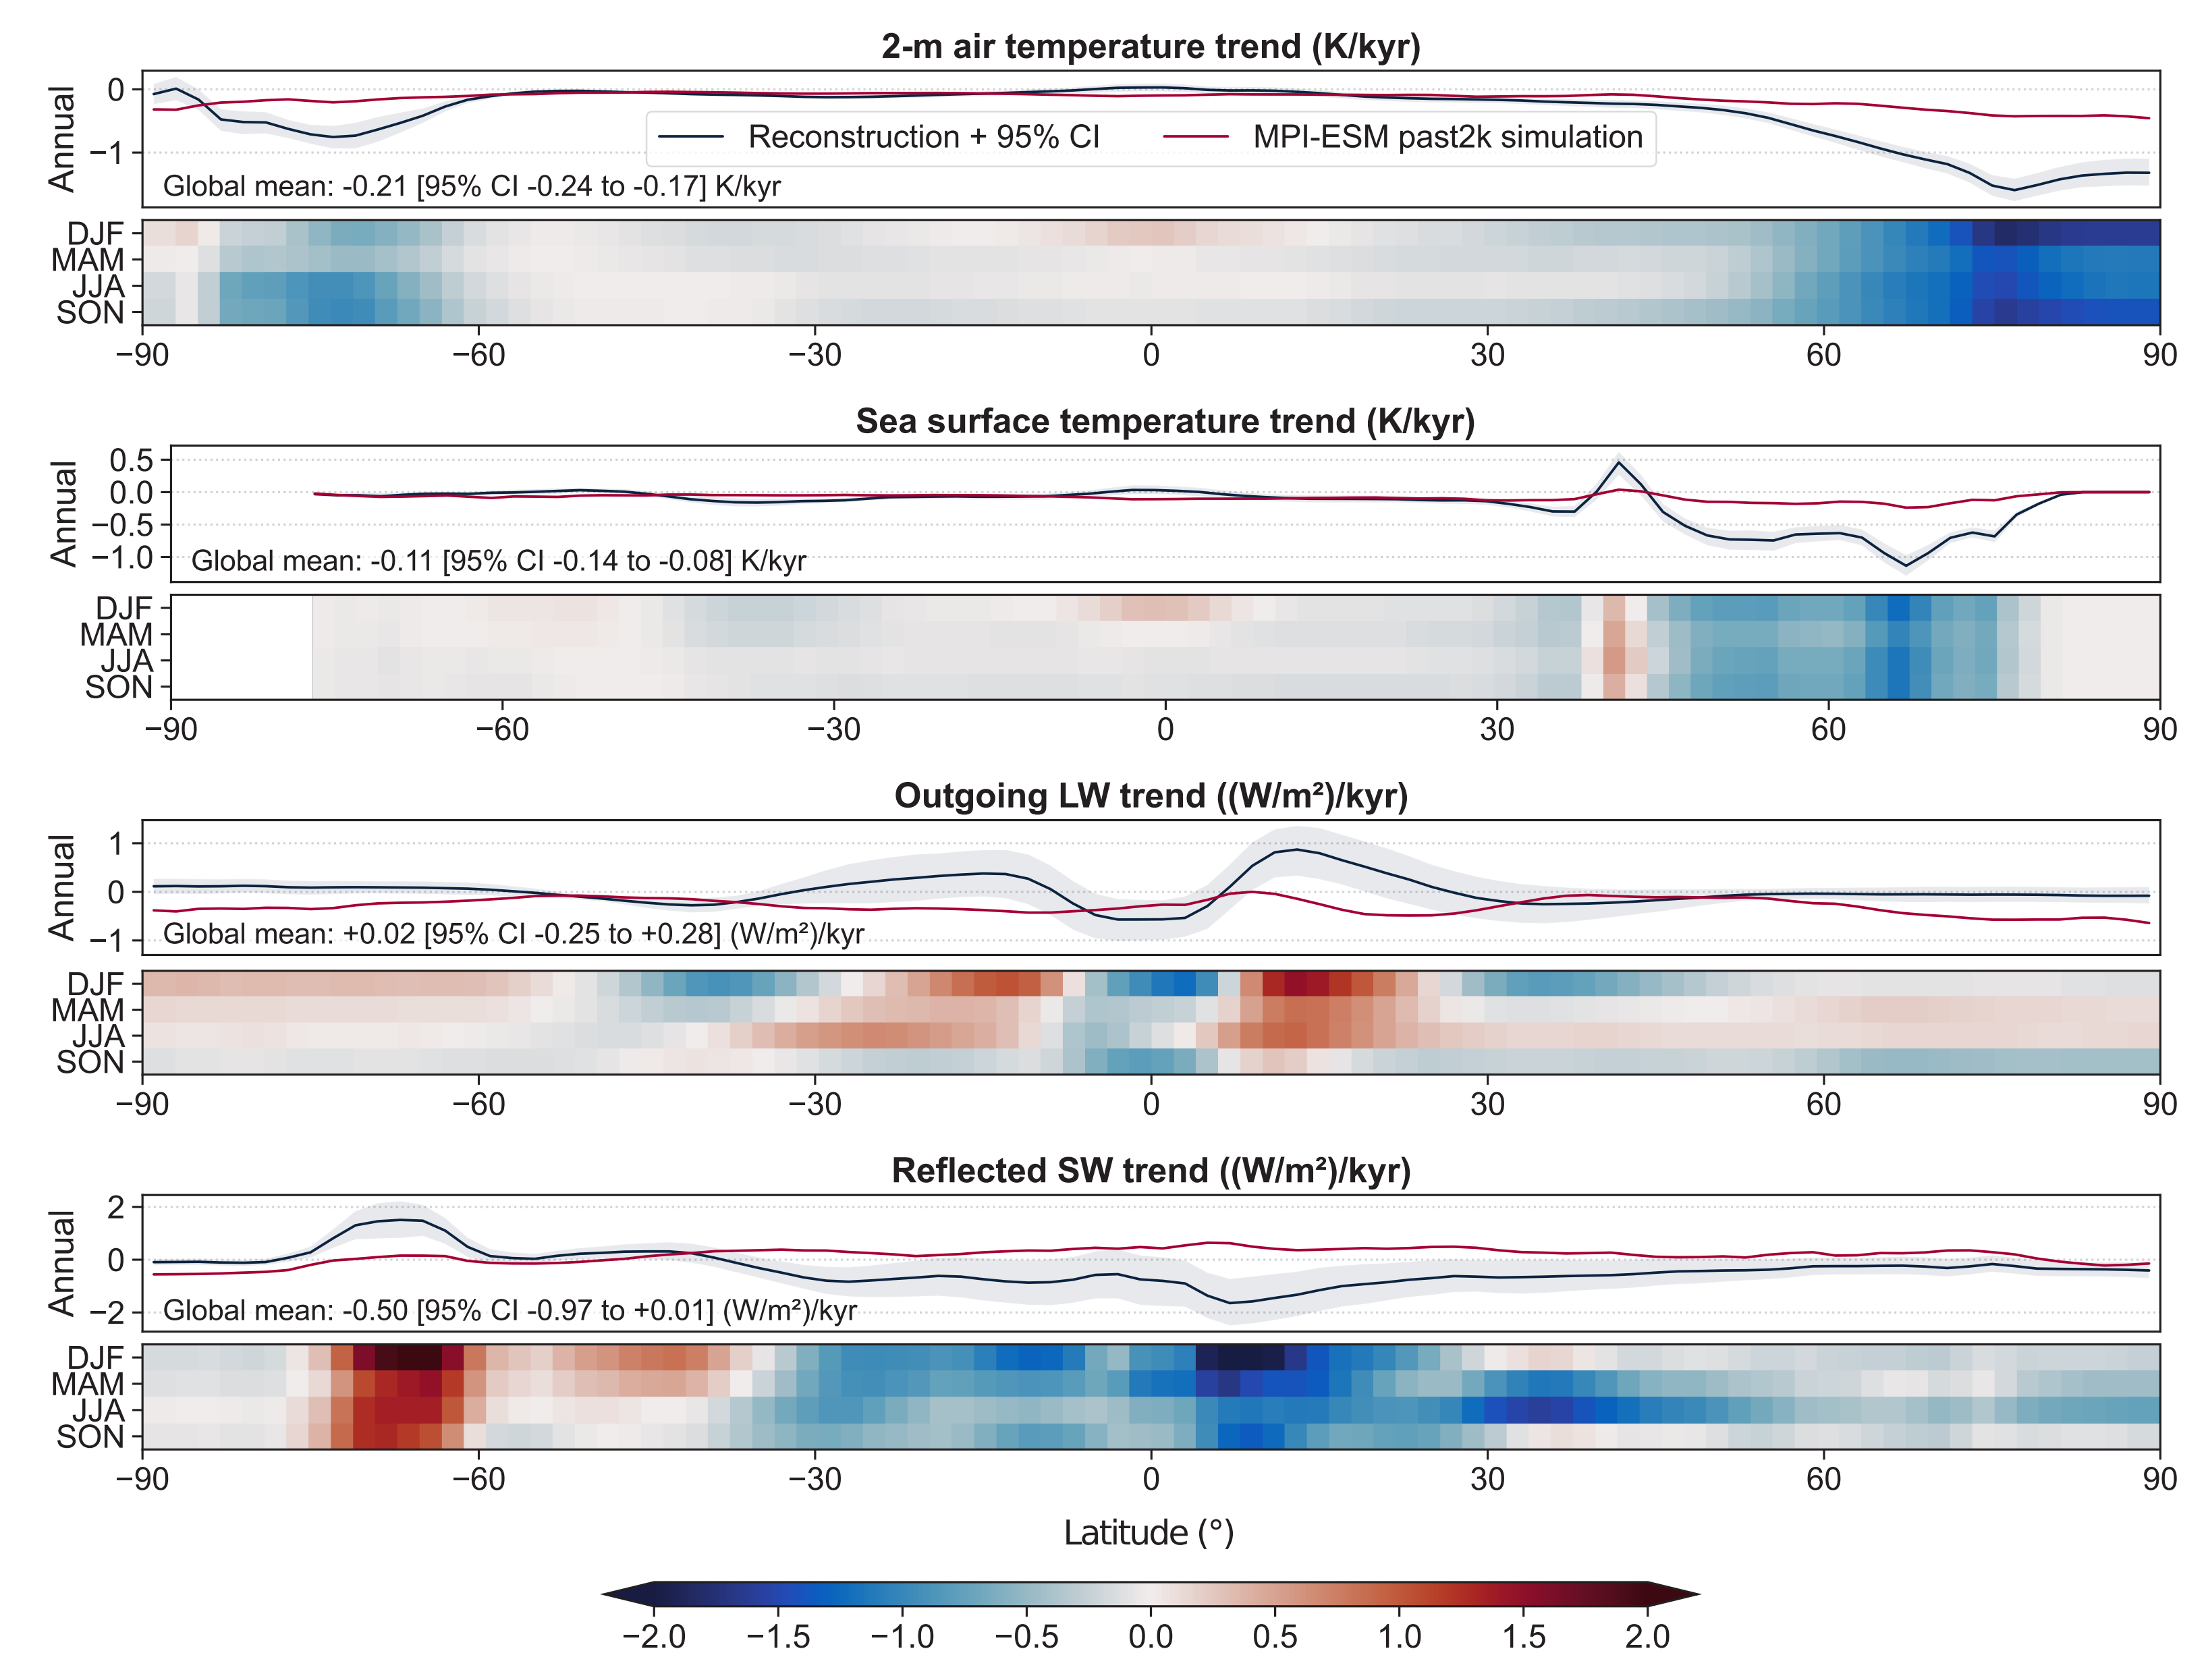 2-m air temperature trend (K/kyr)
Annual
0
−1
Reconstruction + 95% CI
MPI-ESM past2k simulation
Global mean: -0.21 [95% CI -0.24 to -0.17] K/kyr
DJF
MAM
JJA
SON
−90 −60 −30 0 30 60 90
Sea surface temperature trend (K/kyr)
Annual
0.5
0.0
−0.5
−1.0
Global mean: -0.11 [95% CI -0.14 to -0.08] K/kyr
DJF
MAM
JJA
SON
−90 −60 −30 0 30 60 90
Outgoing LW trend ((W/m²)/kyr)
Annual
1
0
−1
Global mean: +0.02 [95% CI -0.25 to +0.28] (W/m²)/kyr
DJF
MAM
JJA
SON
−90 −60 −30 0 30 60 90
Reflected SW trend ((W/m²)/kyr)
Annual
2
0
−2
Global mean: -0.50 [95% CI -0.97 to +0.01] (W/m²)/kyr
DJF
MAM
JJA
SON
−90 −60 −30 0 30 60 90
Latitude (°)
−2.0 −1.5 −1.0 −0.5 0.0 0.5 1.0 1.5 2.0